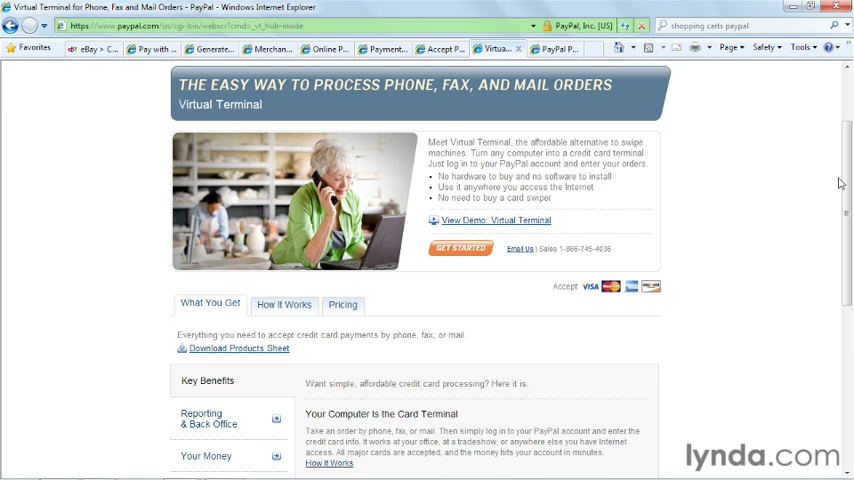 Virtual Terminal for Phone, Fax and Mail Orders - PayPal - Windows Internet Explorer
https://www.paypal.com/us/cgi-bin/webscr?cmd=_vt_hub-inside
PayPal, Inc. [US]
shopping carts paypal
Favorites
eBay > C...
Pay with ...
Generate...
Merchan...
Online P...
Payment...
Accept P...
Virtua...
PayPal P...
Page
Safety
Tools
THE EASY WAY TO PROCESS PHONE, FAX, AND MAIL ORDERS
Virtual Terminal
Meet Virtual Terminal, the affordable alternative to swipe
machines. Turn any computer into a credit card terminal.
Just log in to your PayPal account and enter your orders.
• No hardware to buy and no software to install
• Use it anywhere you access the Internet
• No need to buy a card swiper
View Demo: Virtual Terminal
GET STARTED
Email Us | Sales 1-866-745-4036
Accept VISA
What You Get
How It Works
Pricing
Everything you need to accept credit card payments by phone, fax, or mail.
Download Products Sheet
Key Benefits
Want simple, affordable credit card processing? Here it is.
Reporting
& Back Office
Your Money
Your Computer Is the Card Terminal
Take an order by phone, fax, or mail. Then simply log in to your PayPal account and enter the
credit card info. It works at your office, at a tradeshow, or anywhere else you have Internet
access. All major cards are accepted, and the money hits your account in minutes.
How It Works
lynda.com